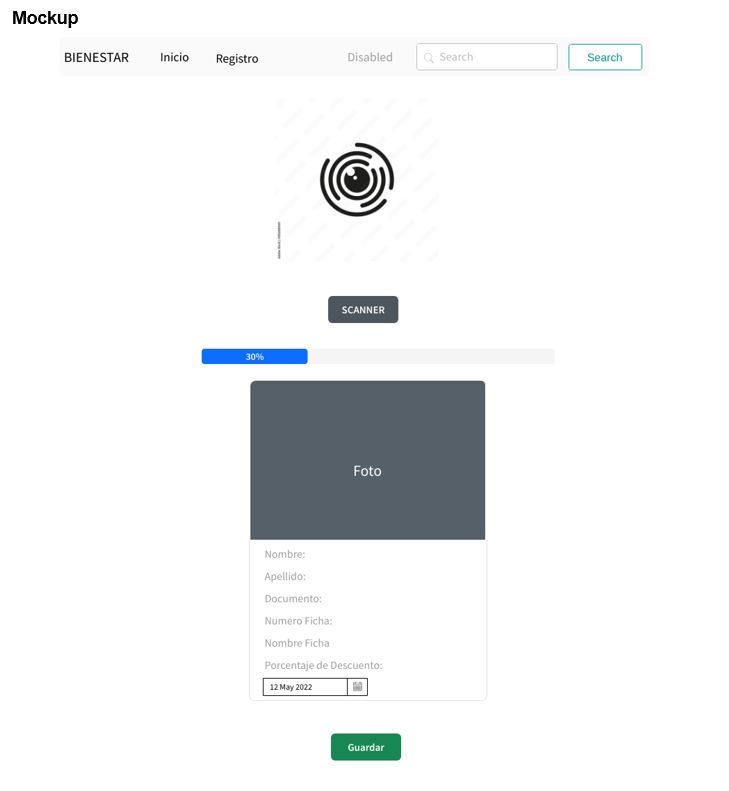 Mockup
BIENESTAR Inicio Registro Disabled Search Search
SCANNER
30%
Foto
Nombre:
Apellido:
Documento:
Numero Ficha:
Nombre Ficha
Porcentaje de Descuento:
12 May 2022
Guardar